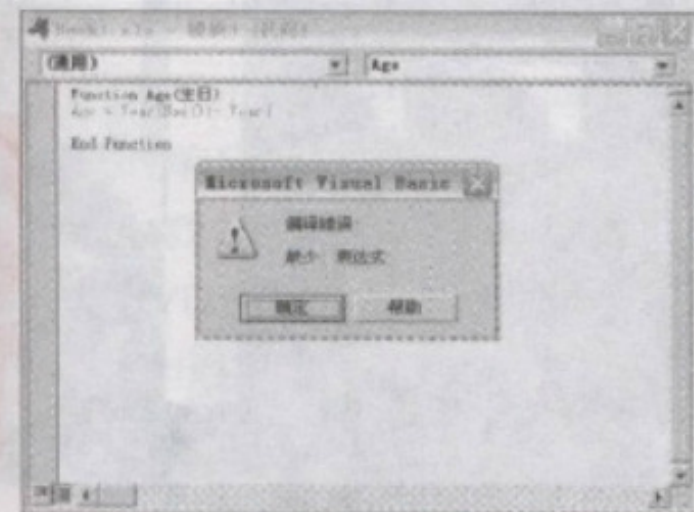 (通用)
Age
Function Age(生日)
End Function
Microsoft Visual Basic
编译错误
缺少 表达式
确定
帮助